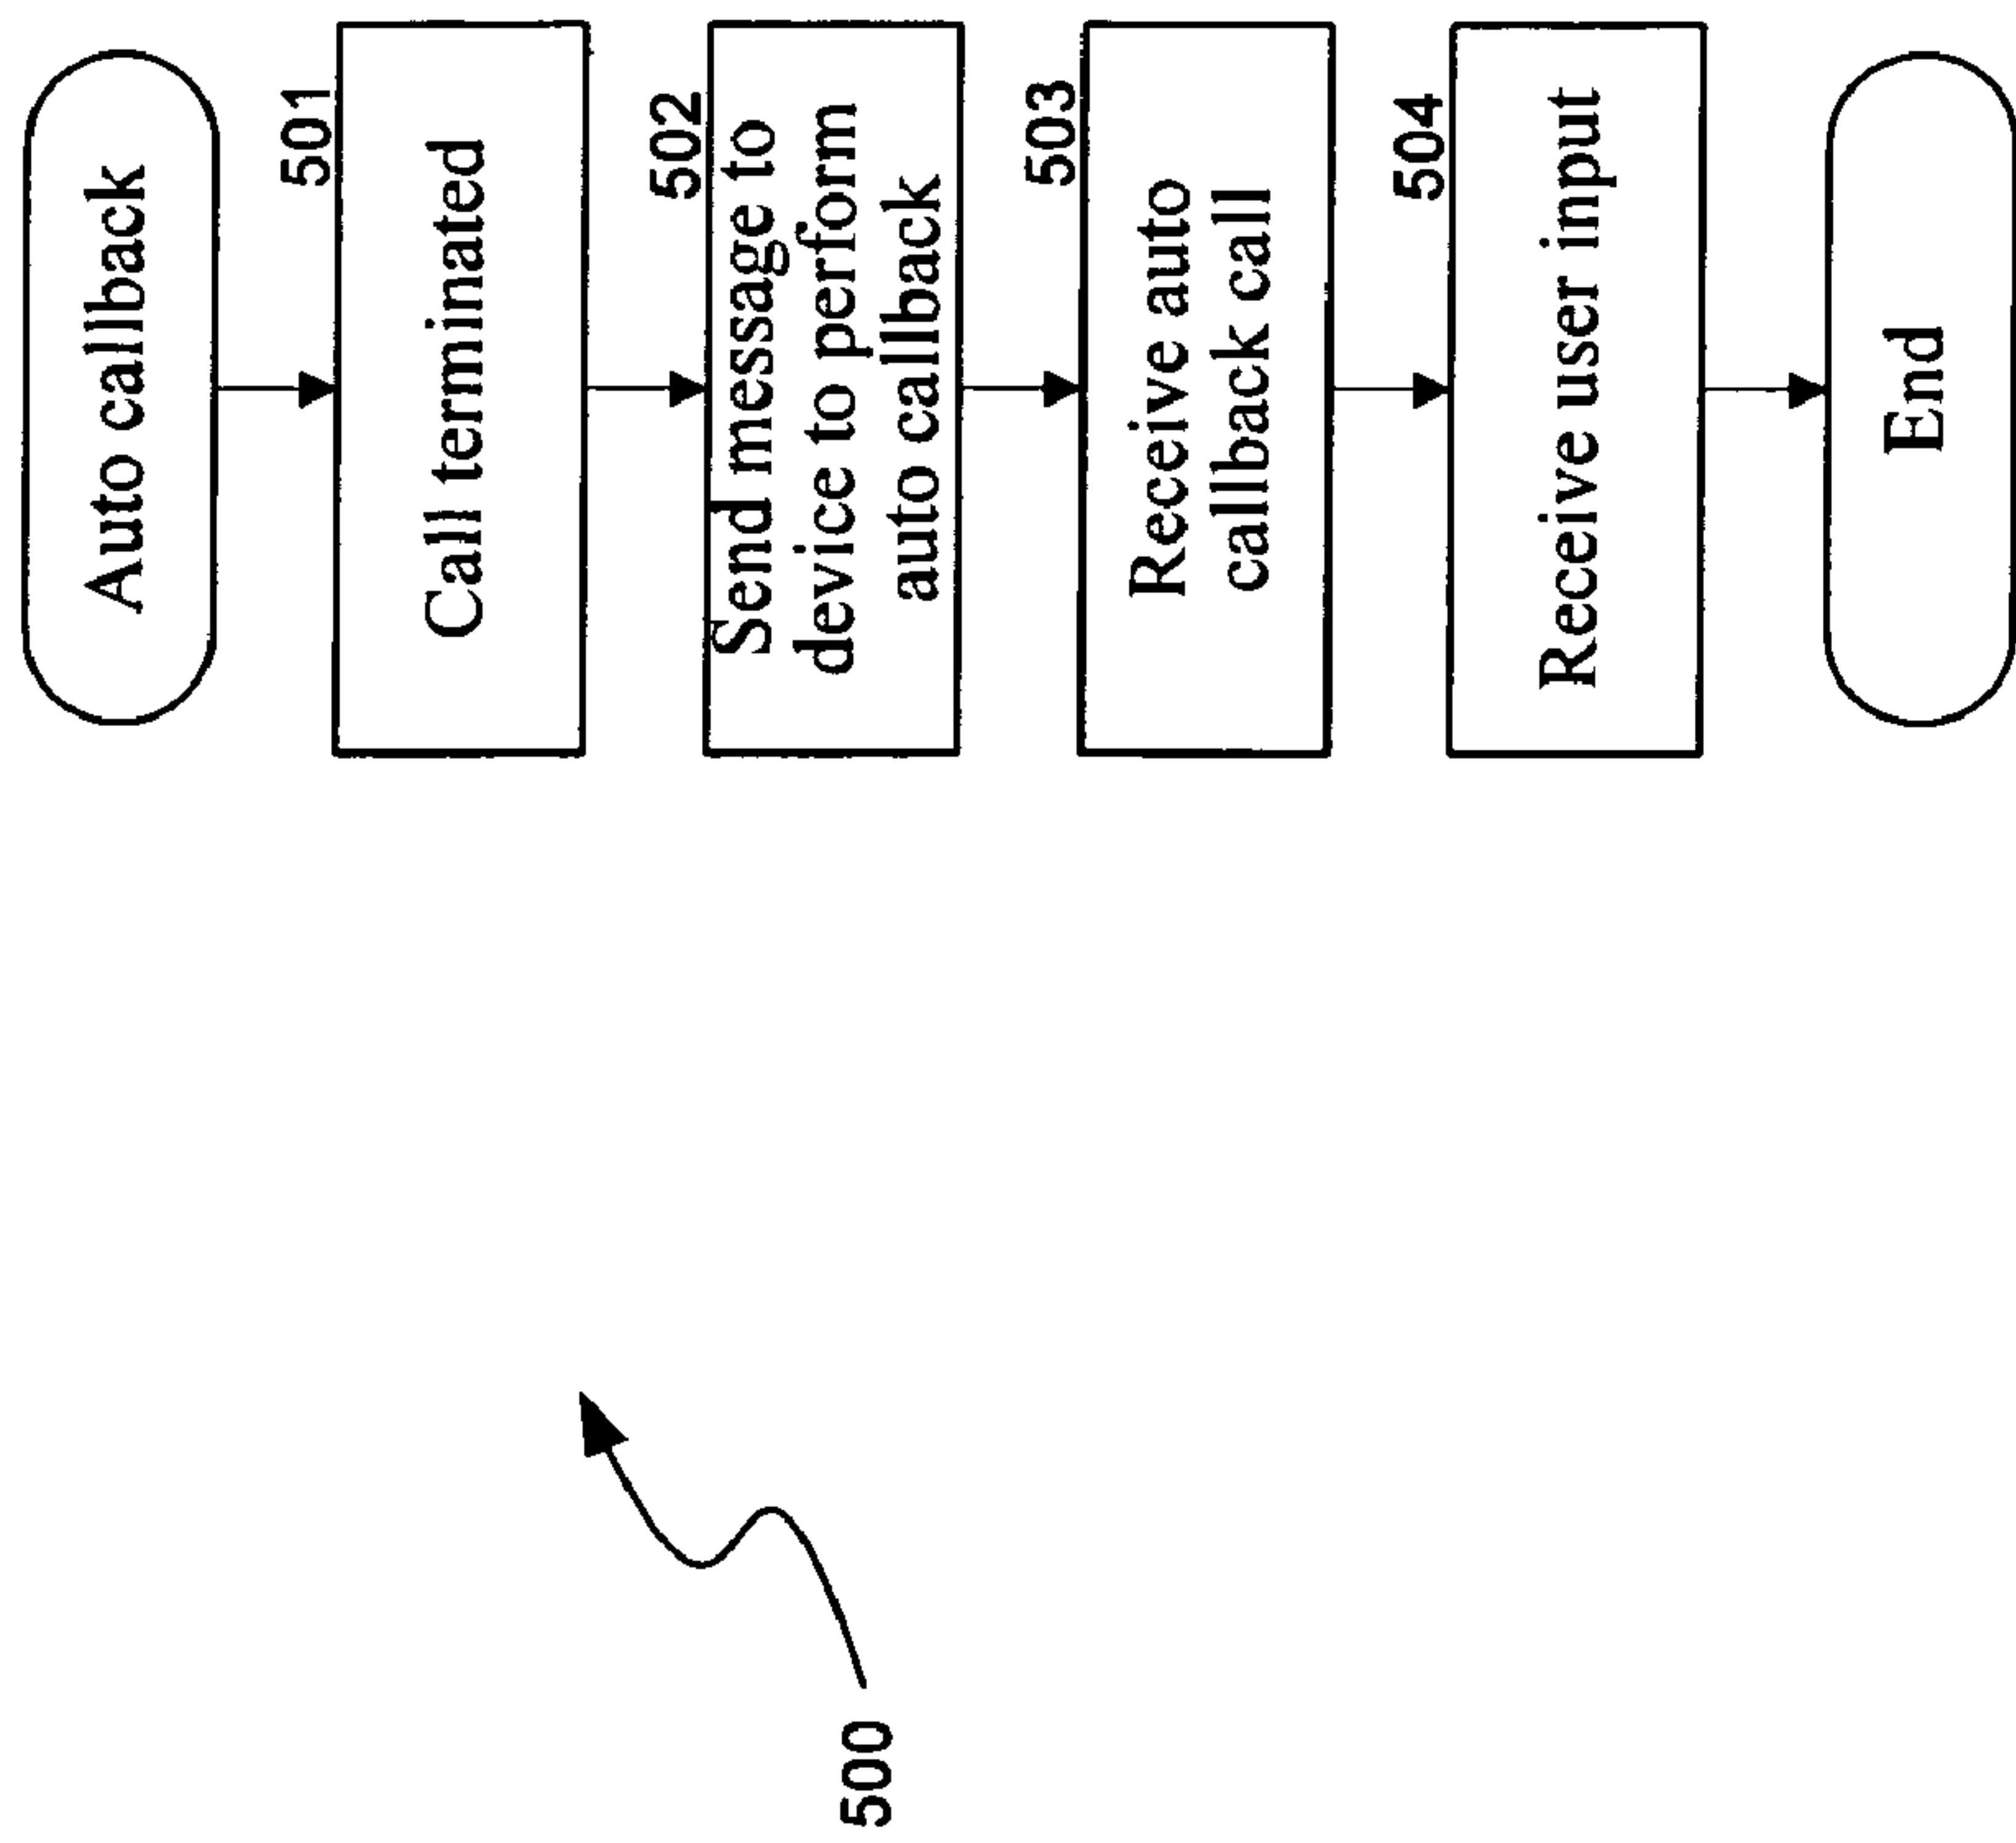 Auto callback
501
Call terminated
502
Send message to
device to perform
auto callback
503
Receive auto
callback call
504
Receive user input
End
500